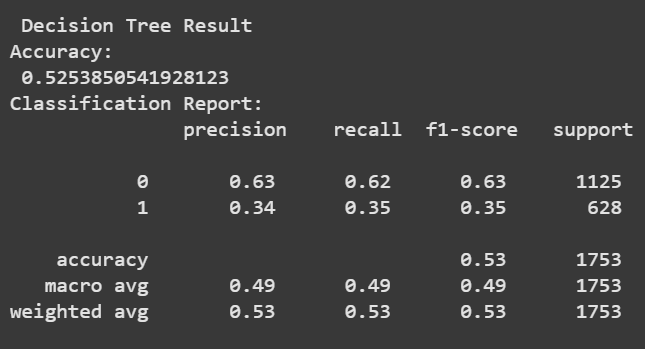 Decision Tree Result
Accuracy:
0.5253850541928123
Classification Report:
precision recall f1-score support
0 0.63 0.62 0.63 1125
1 0.34 0.35 0.35 628
accuracy 0.53 1753
macro avg 0.49 0.49 0.49 1753
weighted avg 0.53 0.53 0.53 1753